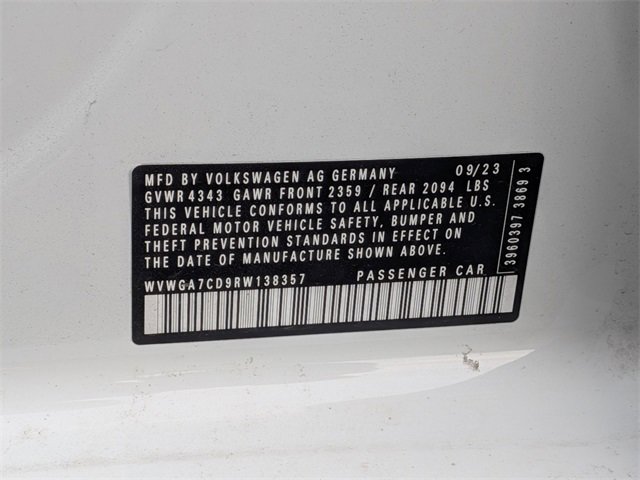 MFD BY VOLKSWAGEN AG GERMANY 09/23
GVWR 4343 GAWR FRONT 2359 / REAR 2094 LBS
THIS VEHICLE CONFORMS TO ALL APPLICABLE U.S.
FEDERAL MOTOR VEHICLE SAFETY, BUMPER AND
THEFT PREVENTION STANDARDS IN EFFECT ON
THE DATE OF MANUFACTURE SHOWN ABOVE.
WVWGA7CD9RW138357 PASSENGER CAR
3960397 3869 3